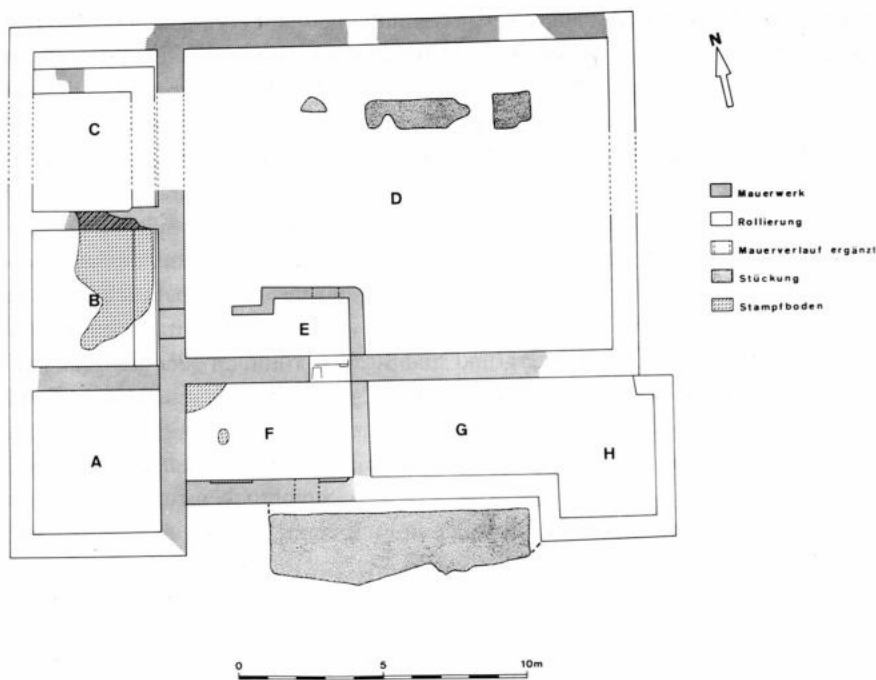 N
C
D
B
E
F
G
H
A
Mauerwerk
Rollierung
Mauerverlauf ergänzt
Stückung
Stampfboden
0 5 10m